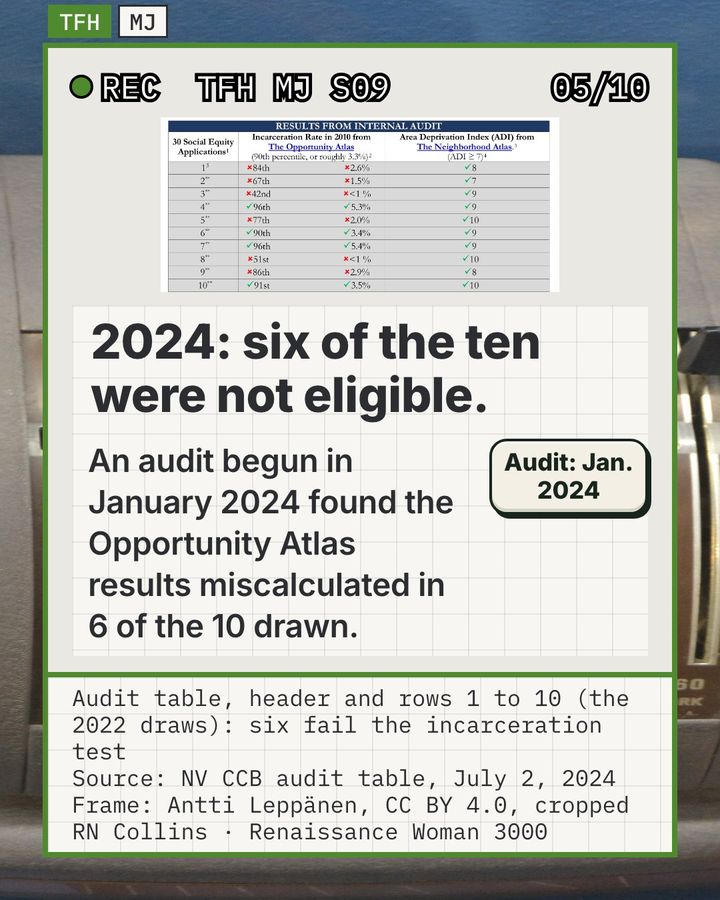 TFH MJ
REC TFH MJ S09 05/10
RESULTS FROM INTERNAL AUDIT
30 Social Equity Applications¹ Incarceration Rate in 2010 from The Opportunity Atlas (90th percentile, or roughly 3.3%)² Area Deprivation Index (ADI) from The Neighborhood Atlas.³ (ADI ≥ 7)⁴
1⁵ ×84th ×2.6% ✓8
2** ×67th ×1.5% ✓7
3** ×42nd ×<1 % ✓9
4** ✓96th ✓5.3% ✓9
5** ×77th ×2.0% ✓10
6** ✓90th ✓3.4% ✓9
7** ✓96th ✓5.4% ✓9
8** ×51st ×<1 % ✓10
9** ×86th ×2.9% ✓8
10** ✓91st ✓3.5% ✓10
2024: six of the ten
were not eligible.
An audit begun in
January 2024 found the
Opportunity Atlas
results miscalculated in
6 of the 10 drawn.
Audit: Jan.
2024
Audit table, header and rows 1 to 10 (the
2022 draws): six fail the incarceration
test
Source: NV CCB audit table, July 2, 2024
Frame: Antti Leppänen, CC BY 4.0, cropped
RN Collins · Renaissance Woman 3000